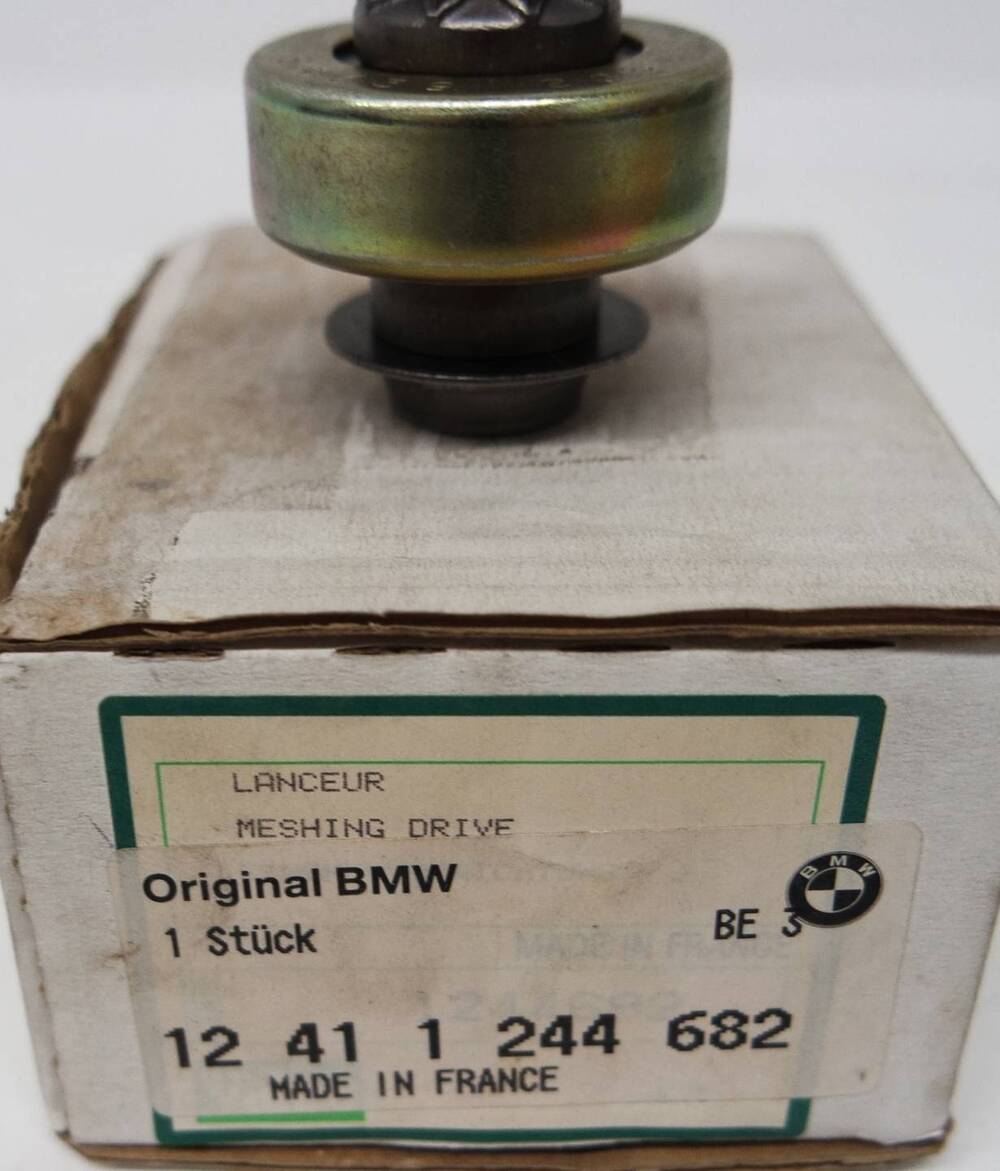 LANCEUR
MESHING DRIVE
Original BMW
BMW
1 Stück
BE 3
12 41 1 244 682
MADE IN FRANCE